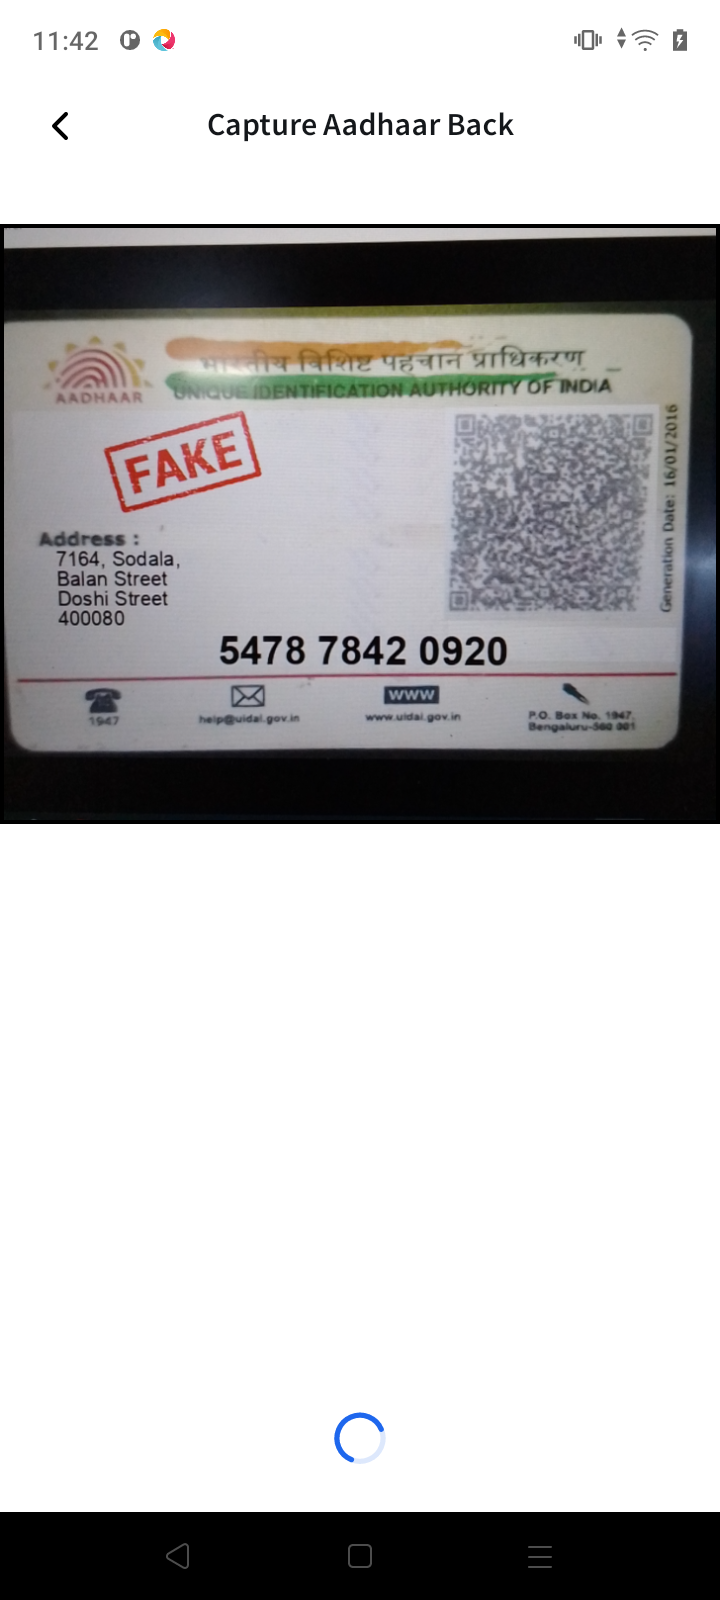 11:42
Capture Aadhaar Back
भारतीय विशिष्ट पहचान प्राधिकरण
AADHAAR
UNIQUE IDENTIFICATION AUTHORITY OF INDIA
FAKE
Generation Date: 16/01/2016
Address :
7164, Sodala,
Balan Street
Doshi Street
400080
5478 7842 0920
1947
help@uidai.gov.in
WWW
www.uidai.gov.in
P.O. Box No. 1947,
Bengaluru-560 001